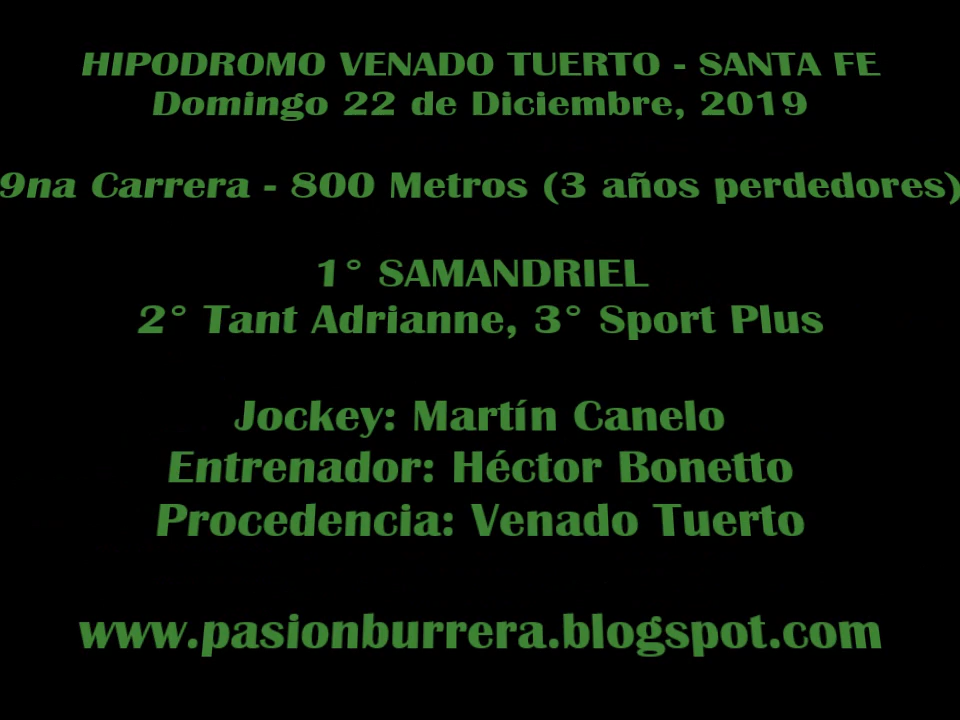 HIPODROMO VENADO TUERTO - SANTA FE
Domingo 22 de Diciembre, 2019
9na Carrera - 800 Metros (3 años perdedores)
1° SAMANDRIEL
2° Tant Adrianne, 3° Sport Plus
Jockey: Martín Canelo
Entrenador: Héctor Bonetto
Procedencia: Venado Tuerto
www.pasionburrera.blogspot.com